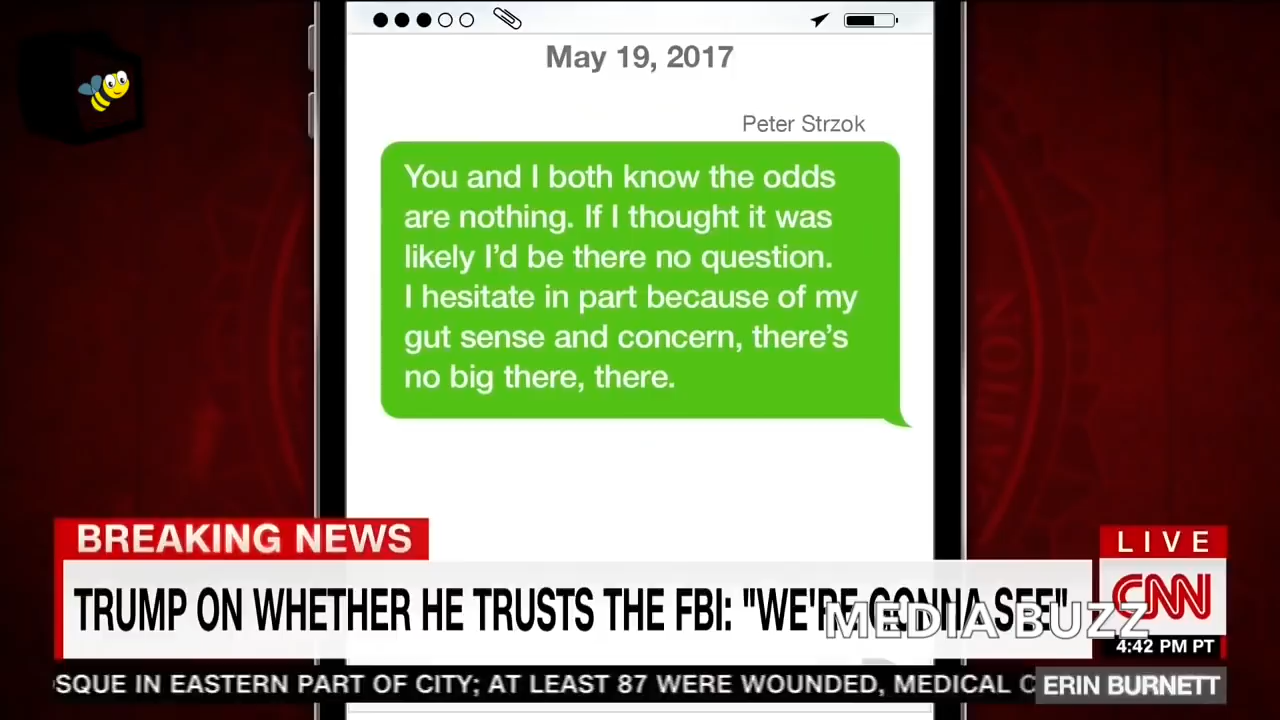 May 19, 2017
Peter Strzok
You and I both know the odds
are nothing. If I thought it was
likely I'd be there no question.
I hesitate in part because of my
gut sense and concern, there's
no big there, there.
BREAKING NEWS
TRUMP ON WHETHER HE TRUSTS THE FBI: "WE'RE GONNA SEE"
MEDIA BUZZ
LIVE
CNN
4:42 PM PT
SQUE IN EASTERN PART OF CITY; AT LEAST 87 WERE WOUNDED, MEDICAL
ERIN BURNETT